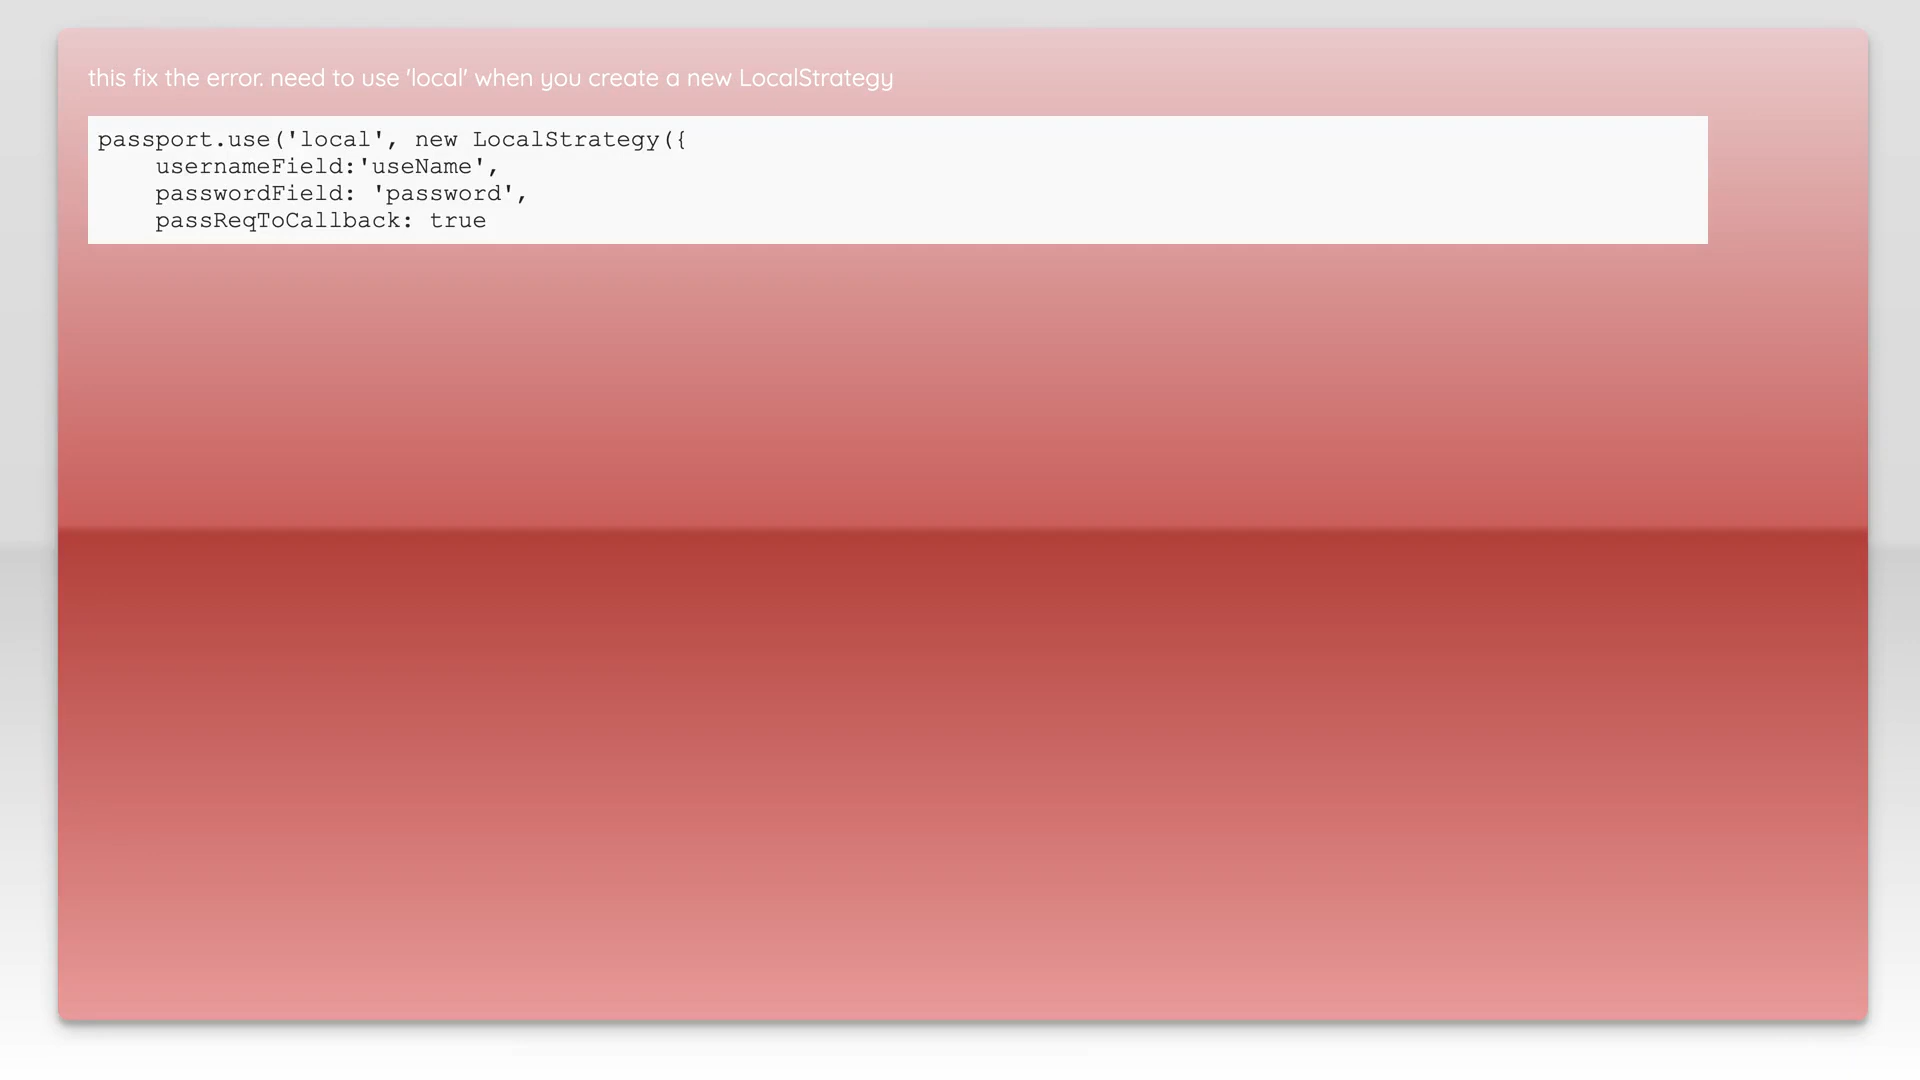 this fix the error. need to use 'local' when you create a new LocalStrategy
passport.use('local', new LocalStrategy({
    usernameField:'useName',
    passwordField: 'password',
    passReqToCallback: true